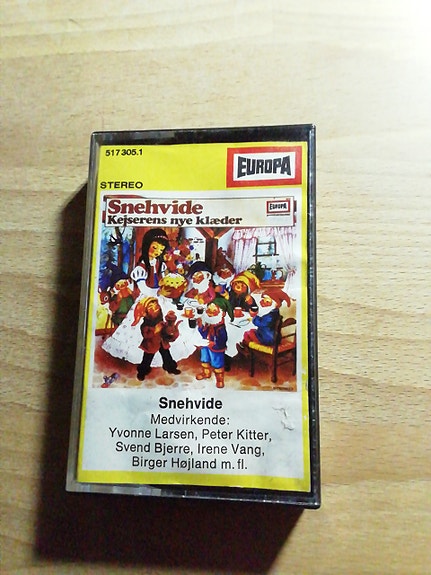 517 305.1
EUROPA
STEREO
Snehvide
EUROPA
Kejserens nye klæder
Snehvide
Medvirkende:
Yvonne Larsen, Peter Kitter,
Svend Bjerre, Irene Vang,
Birger Højland m. fl.